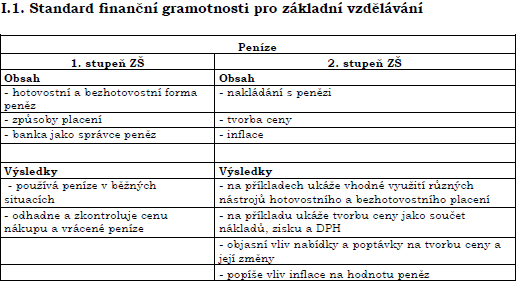 I.1. Standard finanční gramotnosti pro základní vzdělávání
Peníze
1. stupeň ZŠ
2. stupeň ZŠ
Obsah
Obsah
- hotovostní a bezhotovostní forma
peněz
- nakládání s penězi
- způsoby placení
- tvorba ceny
- banka jako správce peněz
- inflace
Výsledky
Výsledky
- používá peníze v běžných
situacích
- na příkladech ukáže vhodné využití různých
nástrojů hotovostního a bezhotovostního placení
- odhadne a zkontroluje cenu
nákupu a vrácené peníze
- na příkladu ukáže tvorbu ceny jako součet
nákladů, zisku a DPH
- objasní vliv nabídky a poptávky na tvorbu ceny a
její změny
- popíše vliv inflace na hodnotu peněz